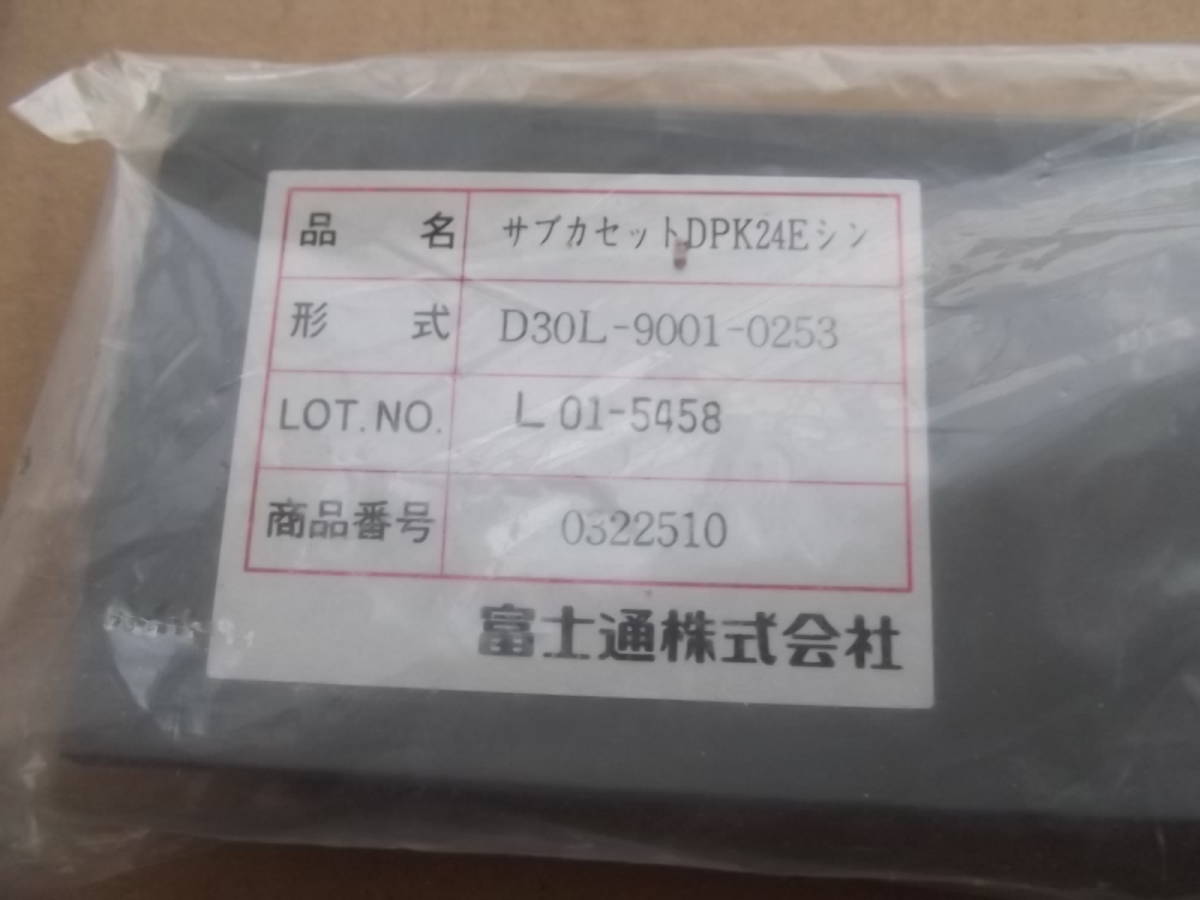 品名 サブカセットDPK24Eシン
形式 D30L-9001-0253
LOT.NO. L01-5458
商品番号 0322510
富士通株式会社